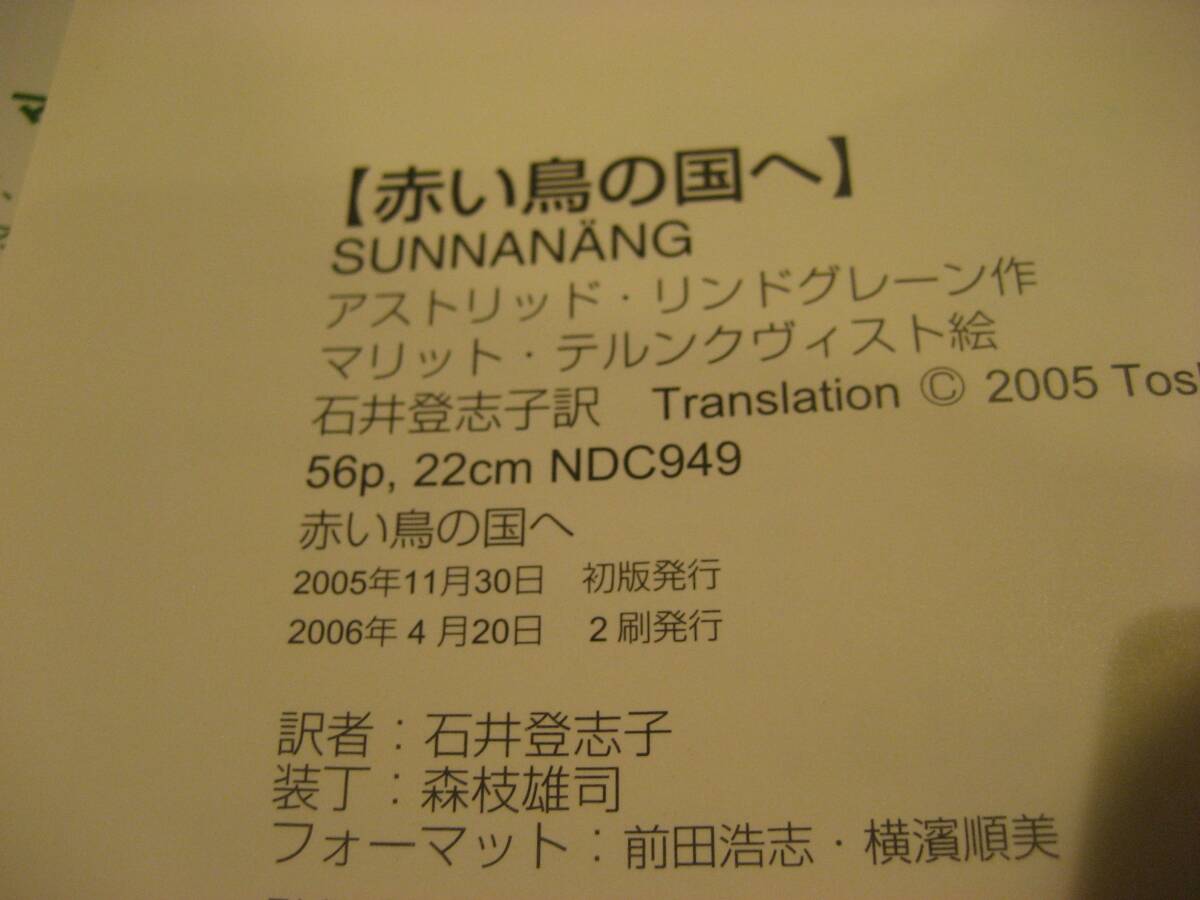 【赤い鳥の国へ】
SUNNANÄNG
アストリッド・リンドグレーン作
マリット・テルンクヴィスト絵
石井登志子訳 Translation © 2005
56p, 22cm NDC949
赤い鳥の国へ
2005年11月30日 初版発行
2006年 4 月20日 2 刷発行
訳者：石井登志子
装丁：森枝雄司
フォーマット：前田浩志・横濱順美